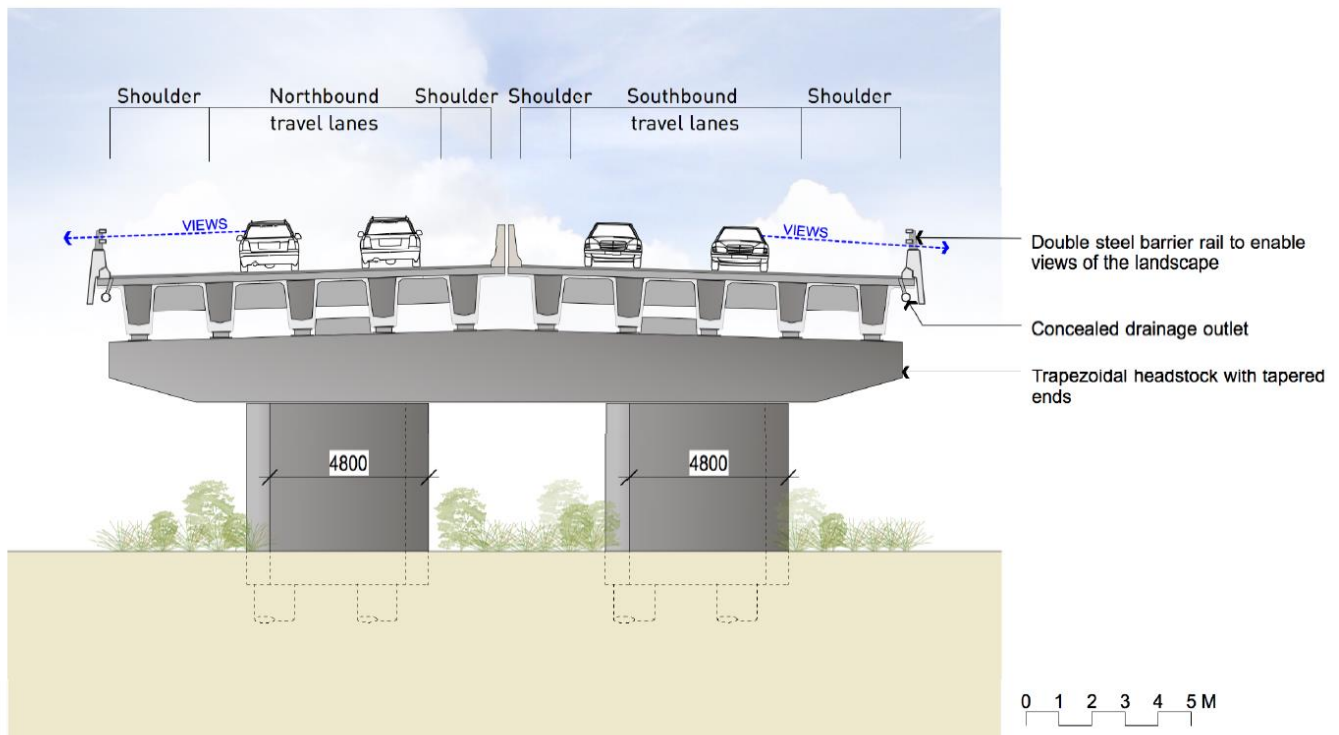 Shoulder Northbound Shoulder Shoulder Southbound Shoulder
travel lanes travel lanes
VIEWS VIEWS
Double steel barrier rail to enable
views of the landscape
Concealed drainage outlet
Trapezoidal headstock with tapered
ends
4800 4800
0 1 2 3 4 5 M